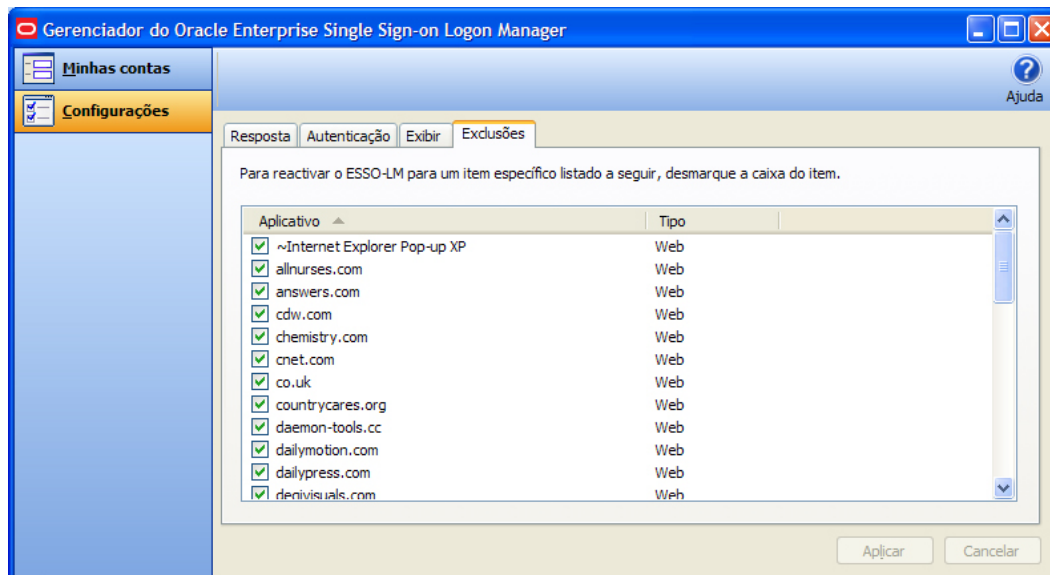 Gerenciador do Oracle Enterprise Single Sign-on Logon Manager
Minhas contas
Configurações
Ajuda
Resposta Autenticação Exibir Exclusões
Para reactivar o ESSO-LM para um item específico listado a seguir, desmarque a caixa do item.
Aplicativo Tipo
~Internet Explorer Pop-up XP Web
allnurses.com Web
answers.com Web
cdw.com Web
chemistry.com Web
cnet.com Web
co.uk Web
countrycares.org Web
daemon-tools.cc Web
dailymotion.com Web
dailypress.com Web
degivisuals.com Web
Aplicar Cancelar